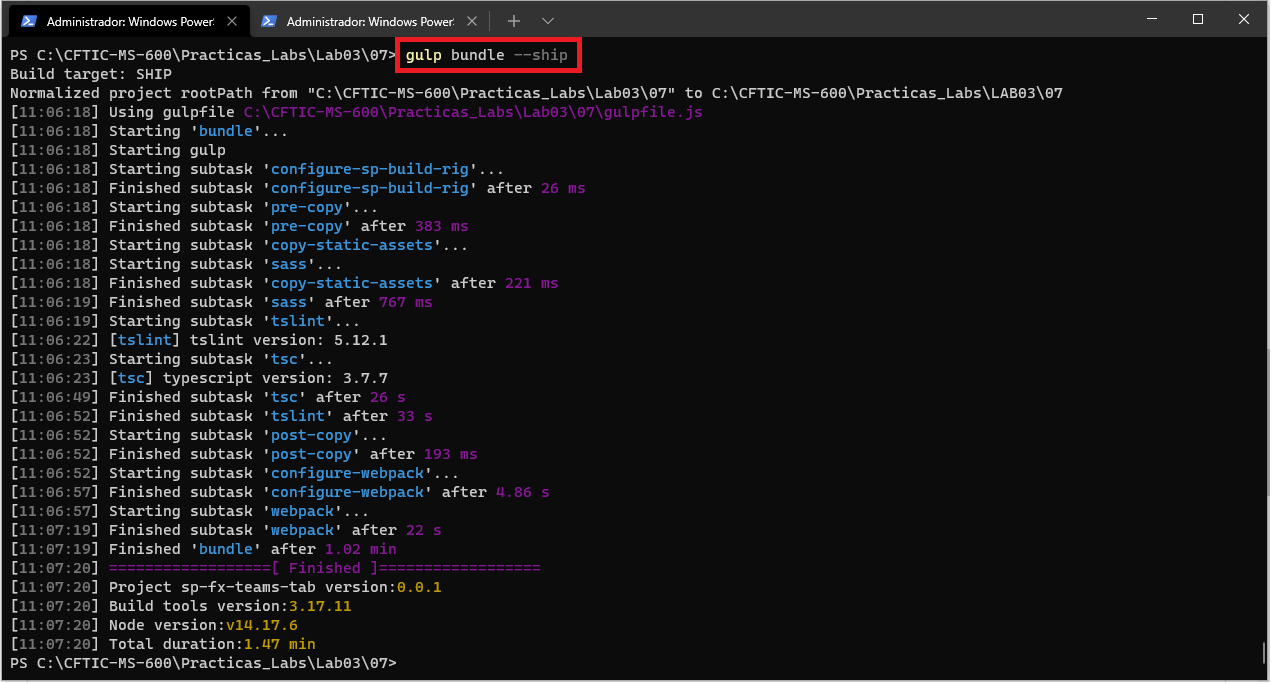 Administrador: Windows Power Administrador: Windows Power
PS C:\CFTIC-MS-600\Practicas_Labs\Lab03\07> gulp bundle --ship
Build target: SHIP
Normalized project rootPath from "C:\CFTIC-MS-600\Practicas_Labs\Lab03\07" to C:\CFTIC-MS-600\Practicas_Labs\LAB03\07
[11:06:18] Using gulpfile C:\CFTIC-MS-600\Practicas_Labs\Lab03\07\gulpfile.js
[11:06:18] Starting 'bundle'...
[11:06:18] Starting gulp
[11:06:18] Starting subtask 'configure-sp-build-rig'...
[11:06:18] Finished subtask 'configure-sp-build-rig' after 26 ms
[11:06:18] Starting subtask 'pre-copy'...
[11:06:18] Finished subtask 'pre-copy' after 383 ms
[11:06:18] Starting subtask 'copy-static-assets'...
[11:06:18] Starting subtask 'sass'...
[11:06:18] Finished subtask 'copy-static-assets' after 221 ms
[11:06:19] Finished subtask 'sass' after 767 ms
[11:06:19] Starting subtask 'tslint'...
[11:06:22] [tslint] tslint version: 5.12.1
[11:06:23] Starting subtask 'tsc'...
[11:06:23] [tsc] typescript version: 3.7.7
[11:06:49] Finished subtask 'tsc' after 26 s
[11:06:52] Finished subtask 'tslint' after 33 s
[11:06:52] Starting subtask 'post-copy'...
[11:06:52] Finished subtask 'post-copy' after 193 ms
[11:06:52] Starting subtask 'configure-webpack'...
[11:06:57] Finished subtask 'configure-webpack' after 4.86 s
[11:06:57] Starting subtask 'webpack'...
[11:07:19] Finished subtask 'webpack' after 22 s
[11:07:19] Finished 'bundle' after 1.02 min
[11:07:20] ==================[ Finished ]==================
[11:07:20] Project sp-fx-teams-tab version:0.0.1
[11:07:20] Build tools version:3.17.11
[11:07:20] Node version:v14.17.6
[11:07:20] Total duration:1.47 min
PS C:\CFTIC-MS-600\Practicas_Labs\Lab03\07>